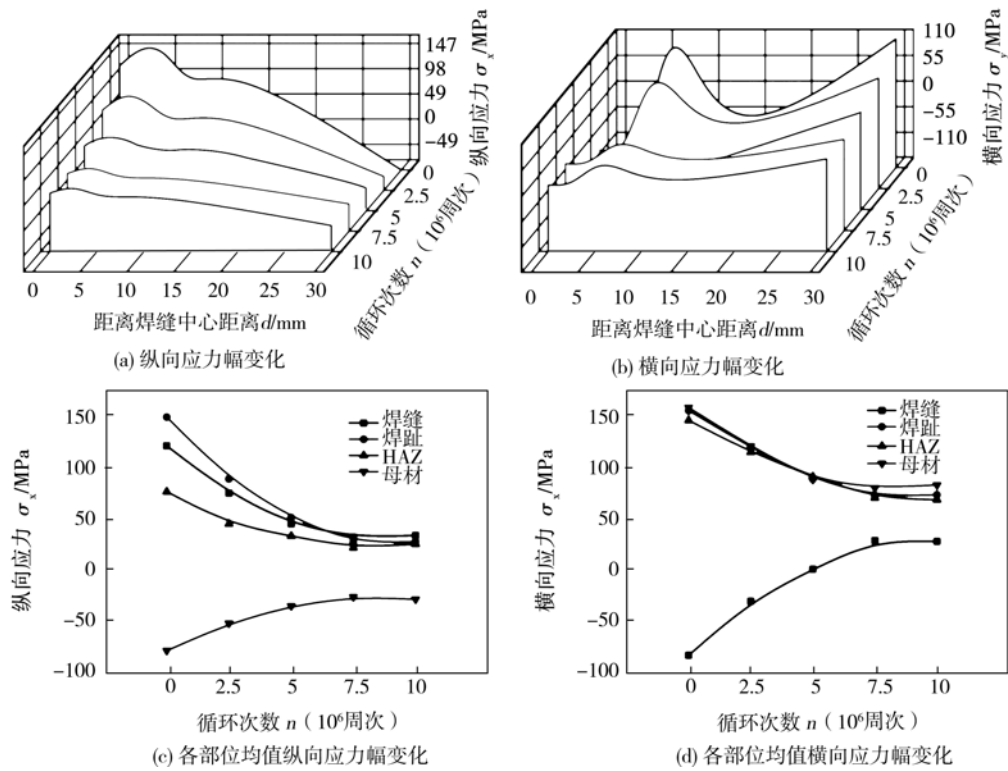 147
98
49
0
-49
纵向应力 σx/MPa
0
2.5
5
7.5
10
循环次数 n（10⁶周次）
0 5 10 15 20 25 30
距离焊缝中心距离d/mm
(a) 纵向应力幅变化
110
55
0
-55
-110
横向应力 σy/MPa
0
2.5
5
7.5
10
循环次数 n（10⁶周次）
0 5 10 15 20 25 30
距离焊缝中心距离d/mm
(b) 横向应力幅变化
150
100
50
0
-50
-100
纵向应力 σx/MPa
焊缝
焊趾
HAZ
母材
0 2.5 5 7.5 10
循环次数 n（10⁶周次）
(c) 各部位均值纵向应力幅变化
150
100
50
0
-50
-100
横向应力 σx/MPa
焊缝
焊趾
HAZ
母材
0 2.5 5 7.5 10
循环次数 n（10⁶周次）
(d) 各部位均值横向应力幅变化